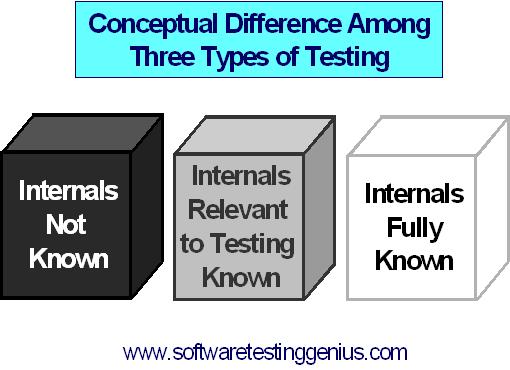 Conceptual Difference Among
Three Types of Testing
Internals
Not
Known
Internals
Relevant
to Testing
Known
Internals
Fully
Known
www.softwaretestinggenius.com